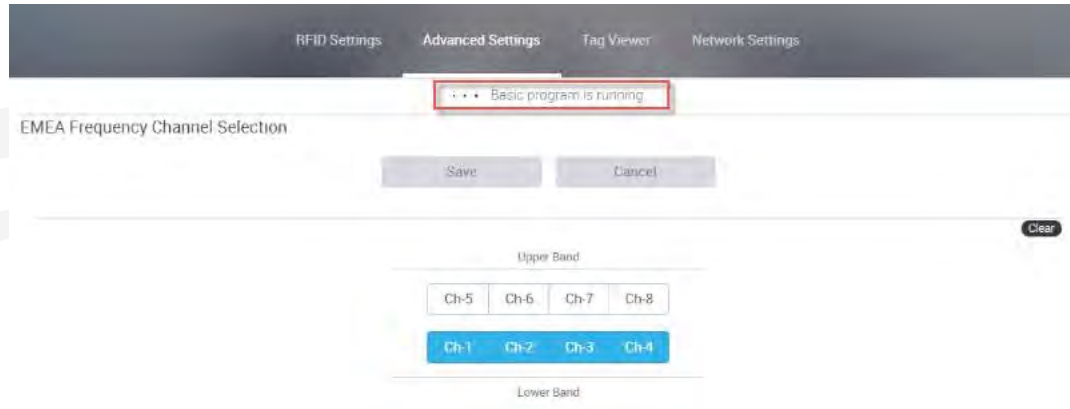 RFID Settings Advanced Settings Tag Viewer Network Settings
Basic program is running
EMEA Frequency Channel Selection
Save Cancel
Clear
Upper Band
Ch-5 Ch-6 Ch-7 Ch-8
Ch-1 Ch-2 Ch-3 Ch-4
Lower Band